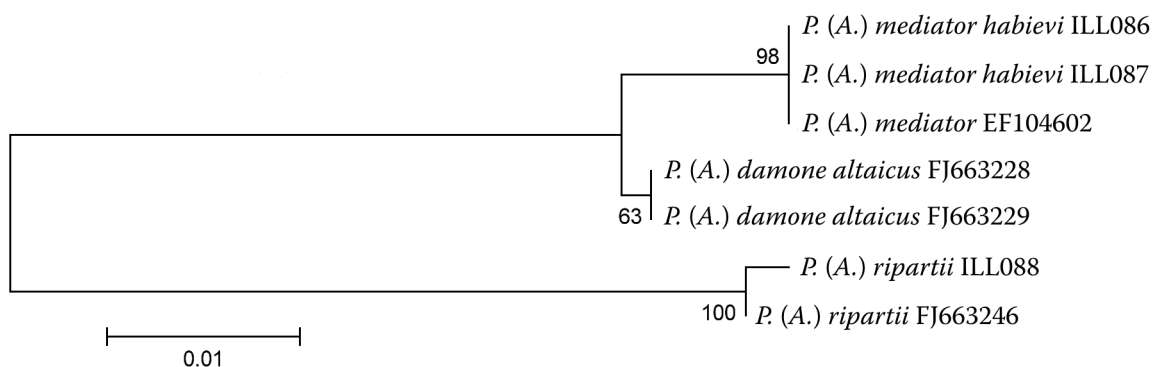 P. (A.) mediator habievi ILL086
98
P. (A.) mediator habievi ILL087
P. (A.) mediator EF104602
P. (A.) damone altaicus FJ663228
63
P. (A.) damone altaicus FJ663229
P. (A.) ripartii ILL088
100
P. (A.) ripartii FJ663246
0.01